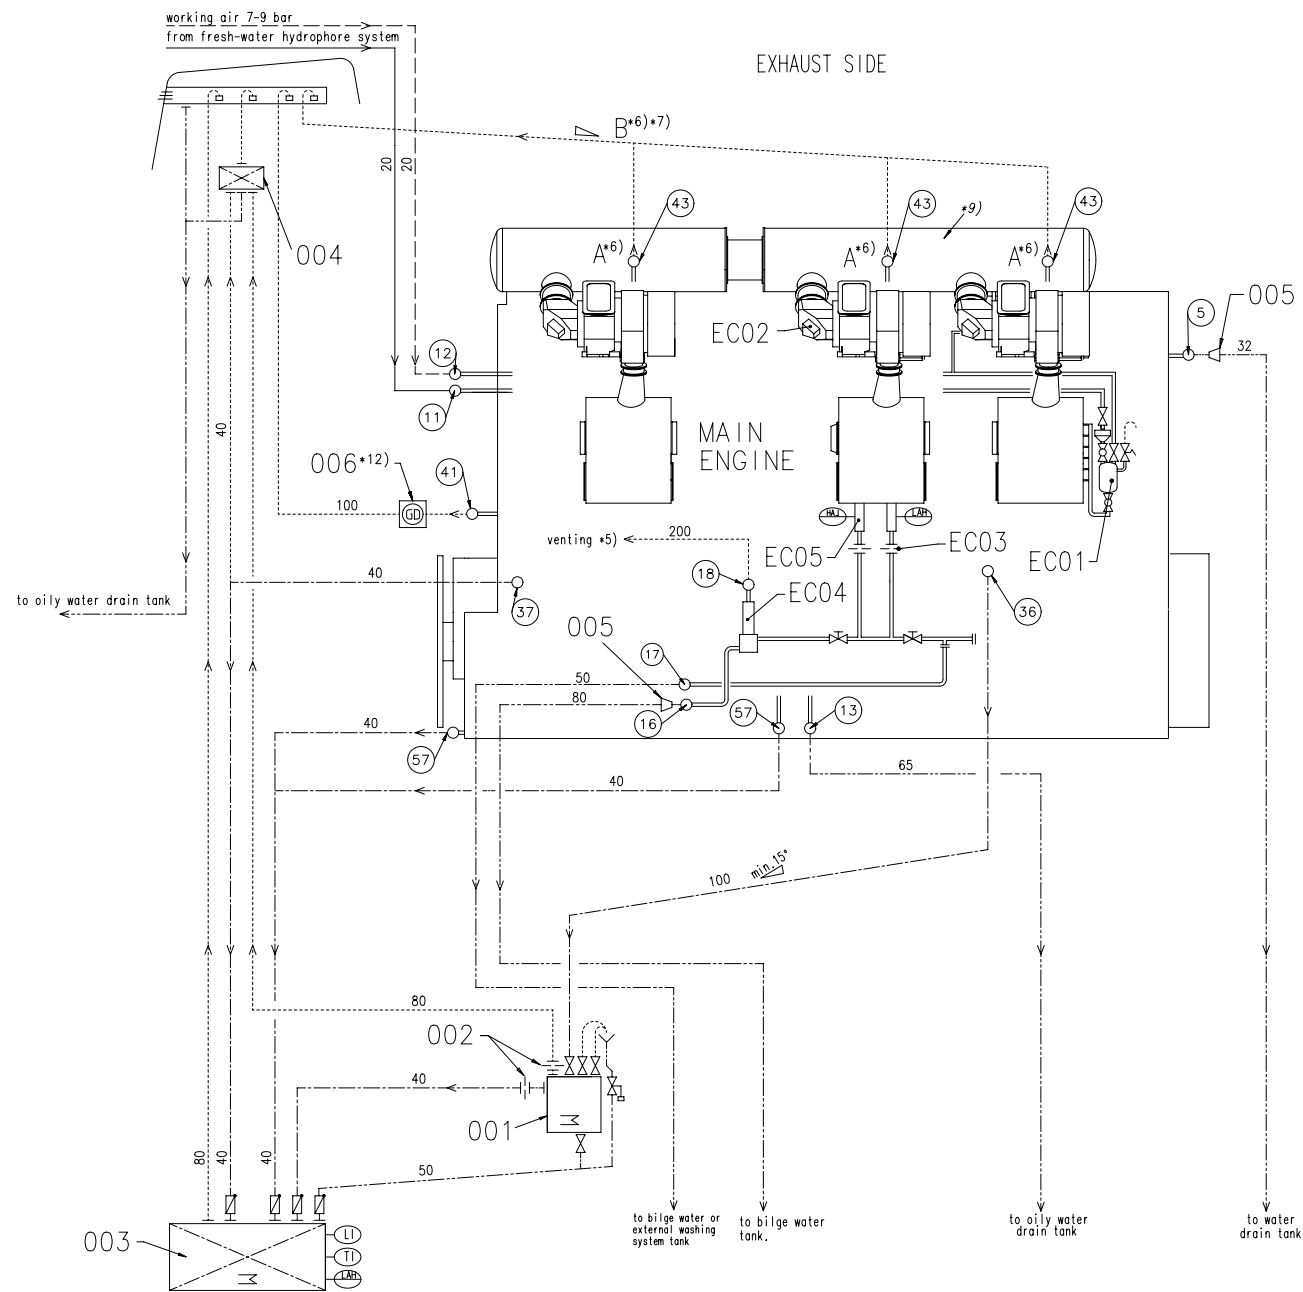 working air 7-9 bar
from fresh-water hydrophore system
EXHAUST SIDE
B*6)*7)
20
20
43
43
43
*9)
A*6)
A*6)
A*6)
004
005
5
32
EC02
12
11
40
MAIN
ENGINE
006*12)
41
GD
100
LAH
LAH
venting *5)
200
EC05
EC03
EC01
18
EC04
40
37
36
to oily water drain tank
005
17
50
80
16
57
13
40
57
65
40
min.15°
100
80
002
40
001
80
40
40
50
003
LI
TI
LAH
to bilge water or
external washing
system tank
to bilge water
tank.
to oily water
drain tank
to water
drain tank